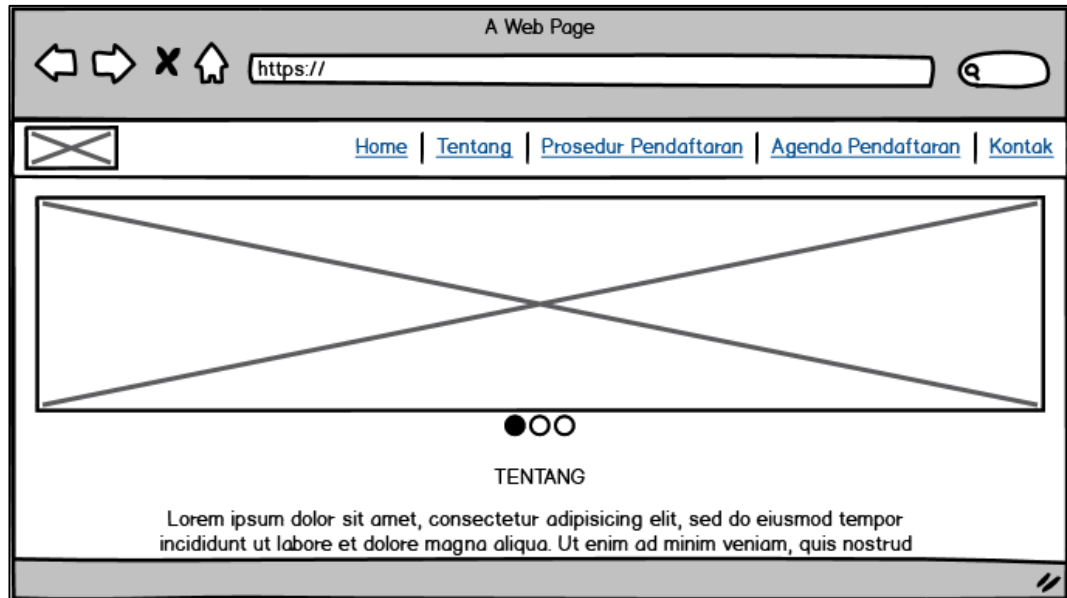 A Web Page
https://
Home | Tentang | Prosedur Pendaftaran | Agenda Pendaftaran | Kontak
TENTANG
Lorem ipsum dolor sit amet, consectetur adipisicing elit, sed do eiusmod tempor
incididunt ut labore et dolore magna aliqua. Ut enim ad minim veniam, quis nostrud